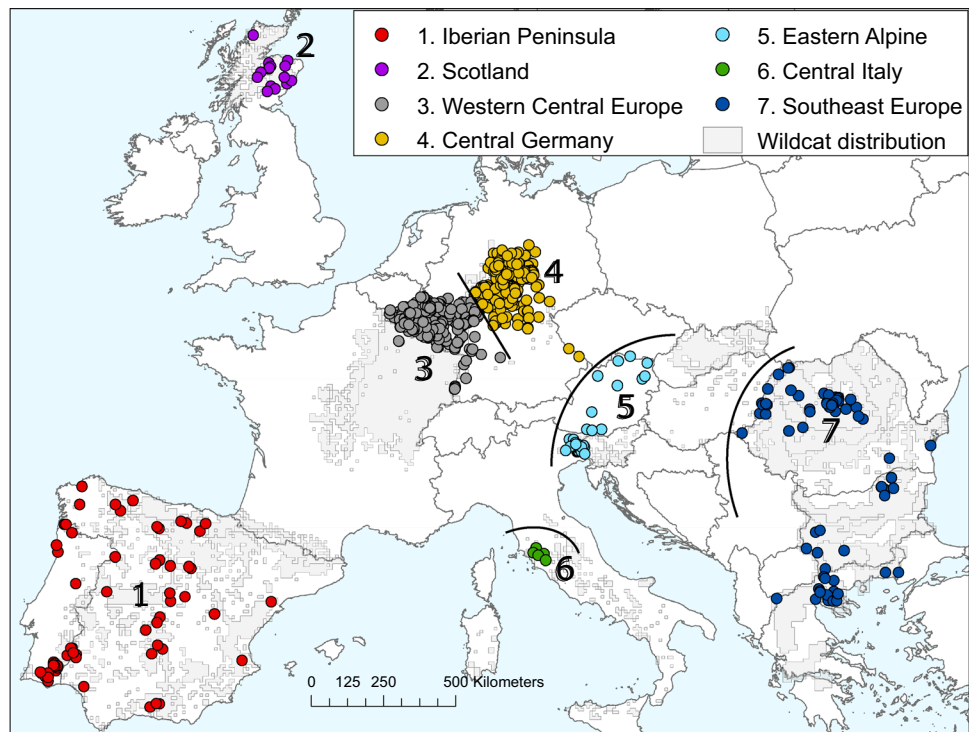 1. Iberian Peninsula
2. Scotland
3. Western Central Europe
4. Central Germany
5. Eastern Alpine
6. Central Italy
7. Southeast Europe
Wildcat distribution
2
4
3
5
7
6
1
0 125 250 500 Kilometers